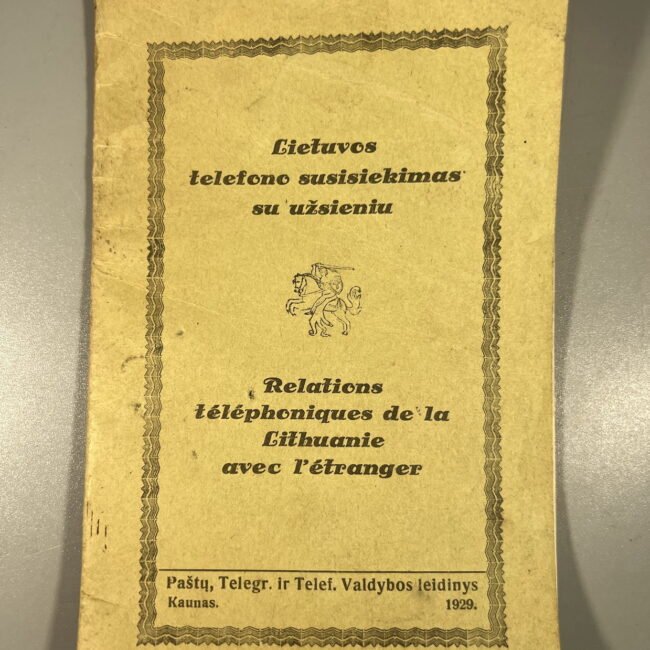 Lietuvos
telefono susisiekimas
su užsieniu
Relations
téléphoniques de la
Lithuanie
avec l'étranger
Paštų, Telegr. ir Telef. Valdybos leidinys
Kaunas. 1929.